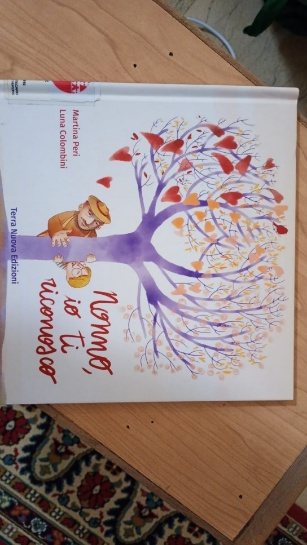 Martina Peri
Luna Colombini
Nonno,
io ti
riconosco
Terra Nuova Edizioni